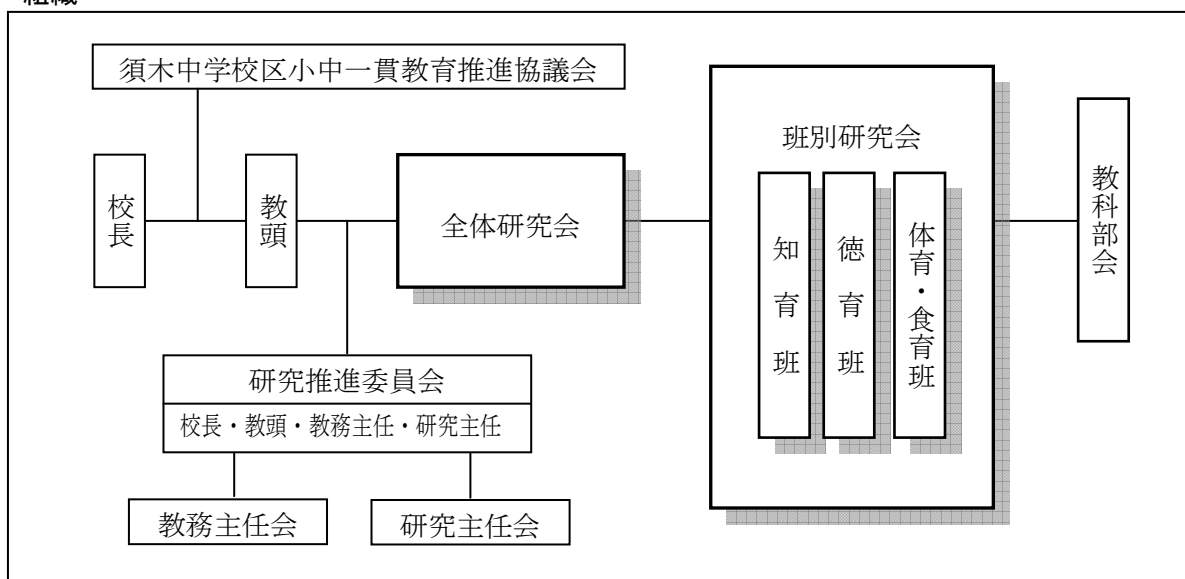 組織
須木中学校区小中一貫教育推進協議会
校長
教頭
全体研究会
班別研究会
知育班
徳育班
体育・食育班
教科部会
研究推進委員会
校長・教頭・教務主任・研究主任
教務主任会
研究主任会